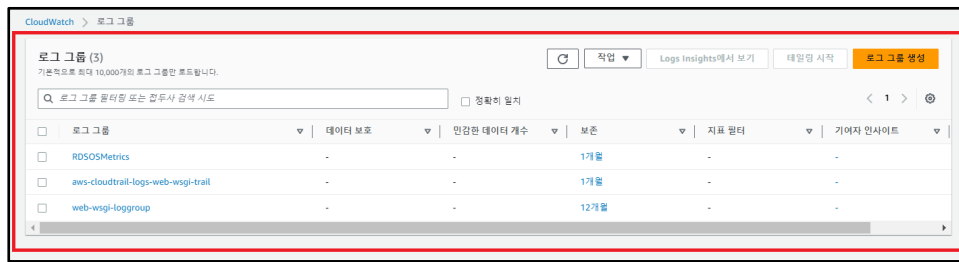 CloudWatch > 로그 그룹
로그 그룹 (3)
기본적으로 최대 10,000개의 로그 그룹만 로드합니다.
작업 ▼
Logs Insights에서 보기
테일링 시작
로그 그룹 생성
로그 그룹 필터링 또는 접두사 검색 시도
정확히 일치
< 1 >
로그 그룹 데이터 보호 민감한 데이터 개수 보존 지표 필터 기여자 인사이트
RDSOSMetrics - - 1개월 - -
aws-cloudtrail-logs-web-wsgi-trail - - 1개월 - -
web-wsgi-loggroup - - 12개월 - -